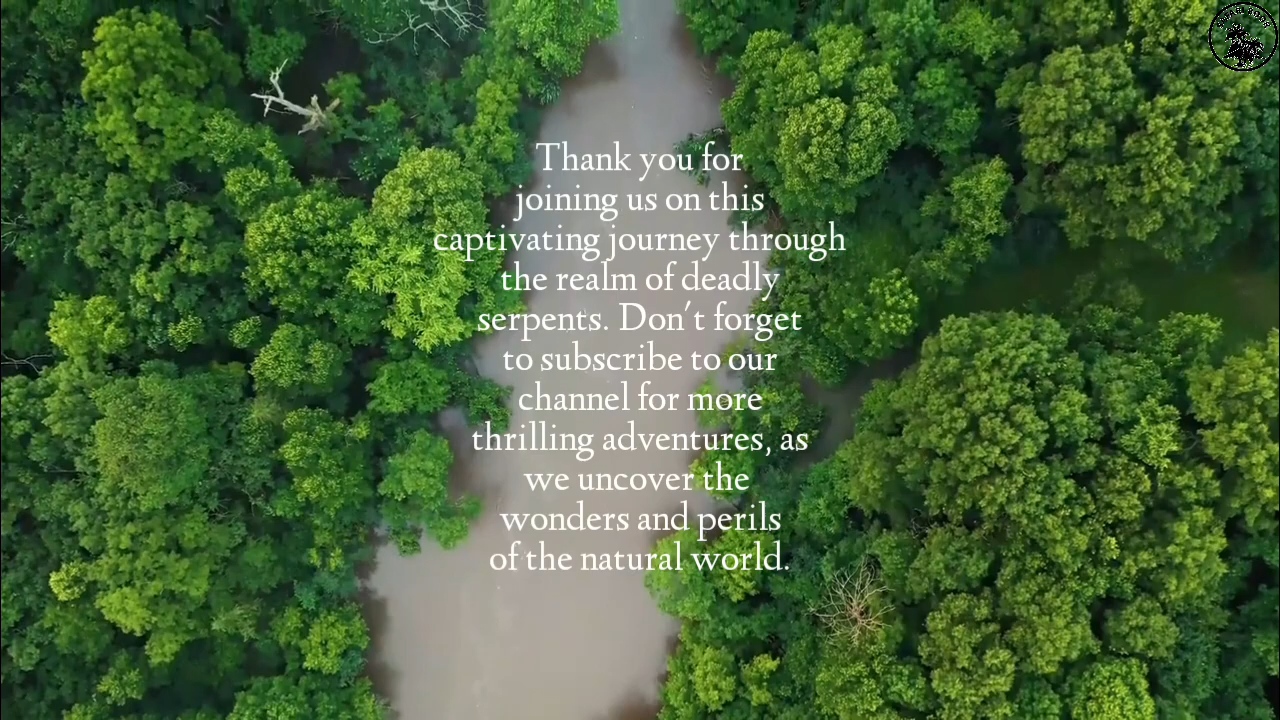 Thank you for
joining us on this
captivating journey through
the realm of deadly
serpents. Don't forget
to subscribe to our
channel for more
thrilling adventures, as
we uncover the
wonders and perils
of the natural world.